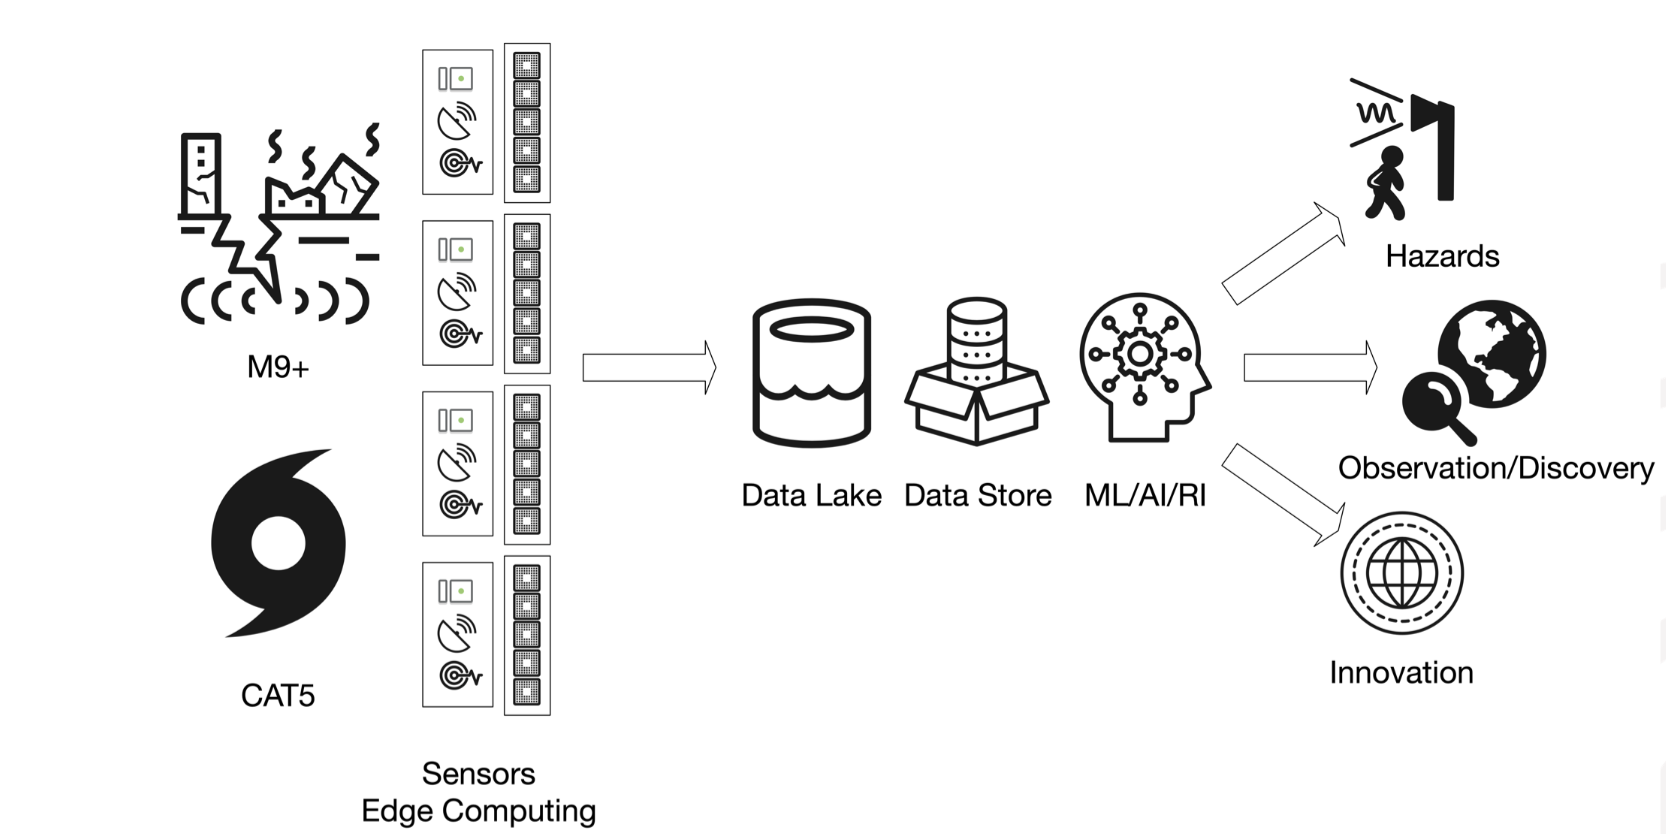 M9+
CAT5
Sensors
Edge Computing
Data Lake
Data Store
ML/AI/RI
Hazards
Observation/Discovery
Innovation